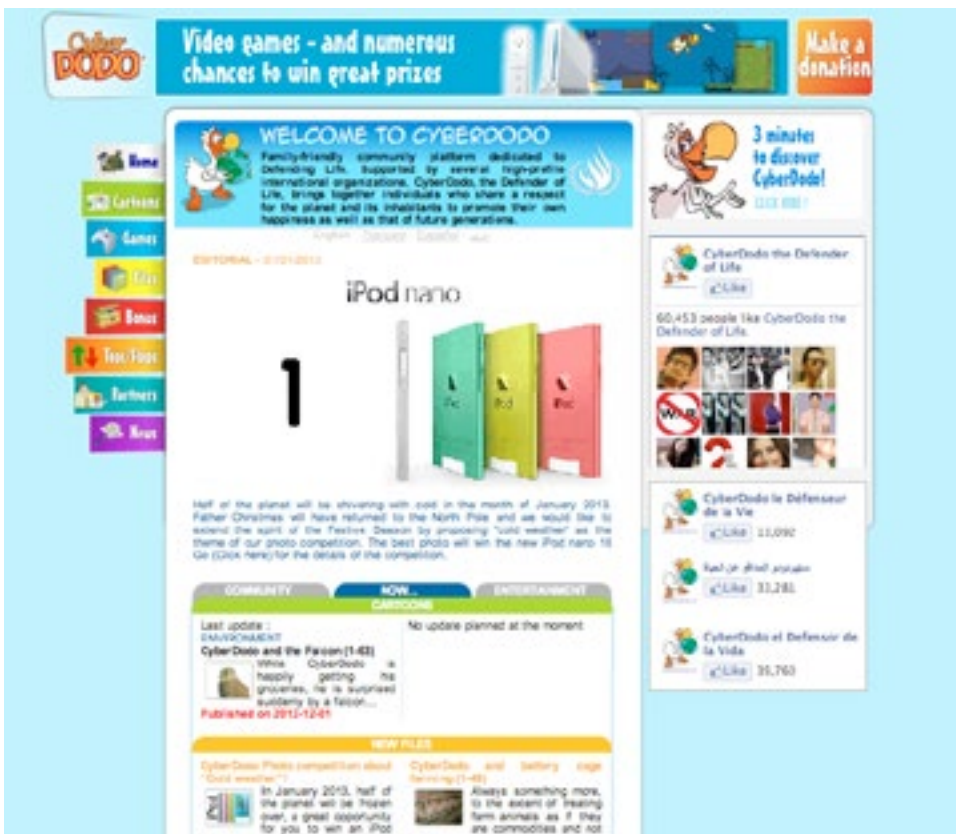 Cyber
DODO
Video games - and numerous
chances to win great prizes
Make a
donation
Home
Cartoons
Games
Files
Bonus
Tops/Flops
Partners
News
WELCOME TO CYBERDODO
Family-friendly community platform dedicated to
Defending Life. Supported by several high-profile
international organizations, CyberDodo, the Defender of
Life, brings together individuals who share a respect
for the planet and its inhabitants to promote their own
happiness as well as that of future generations.
English Français Español
EDITORIAL -
iPod nano
1
Half of the planet will be shivering with cold in the month of January 2013.
Father Christmas will have returned to the North Pole and we would like to
extend the spirit of the Festive Season by proposing "cold weather" as the
theme of our photo competition. The best photo will win the new iPod nano 16
Go (Click here) for the details of the competition.
COMMUNITY
NOW...
ENTERTAINMENT
CARTOONS
Last update :
ENVIRONMENT
CyberDodo and the Falcon (1-63)
While CyberDodo is
happily getting his
groceries, he is surprised
suddenly by a falcon...
Published on 2012-12-01
No update planned at the moment
NEW FILES
CyberDodo Photo competition about
"Cold weather"?
In January 2013, half of
the planet will be frozen
over, a great opportunity
for you to win an iPod
CyberDodo and battery cage
farming (1-49)
Always something more,
to the extent of treating
farm animals as if they
are commodities and not
3 minutes
to discover
CyberDodo!
CLICK HERE !
CyberDodo the Defender
of Life
Like
60,453 people like CyberDodo the
Defender of Life.
CyberDodo le Défenseur
de la Vie
Like
Like 33,281
CyberDodo el Defensor de
la Vida
Like 39,763